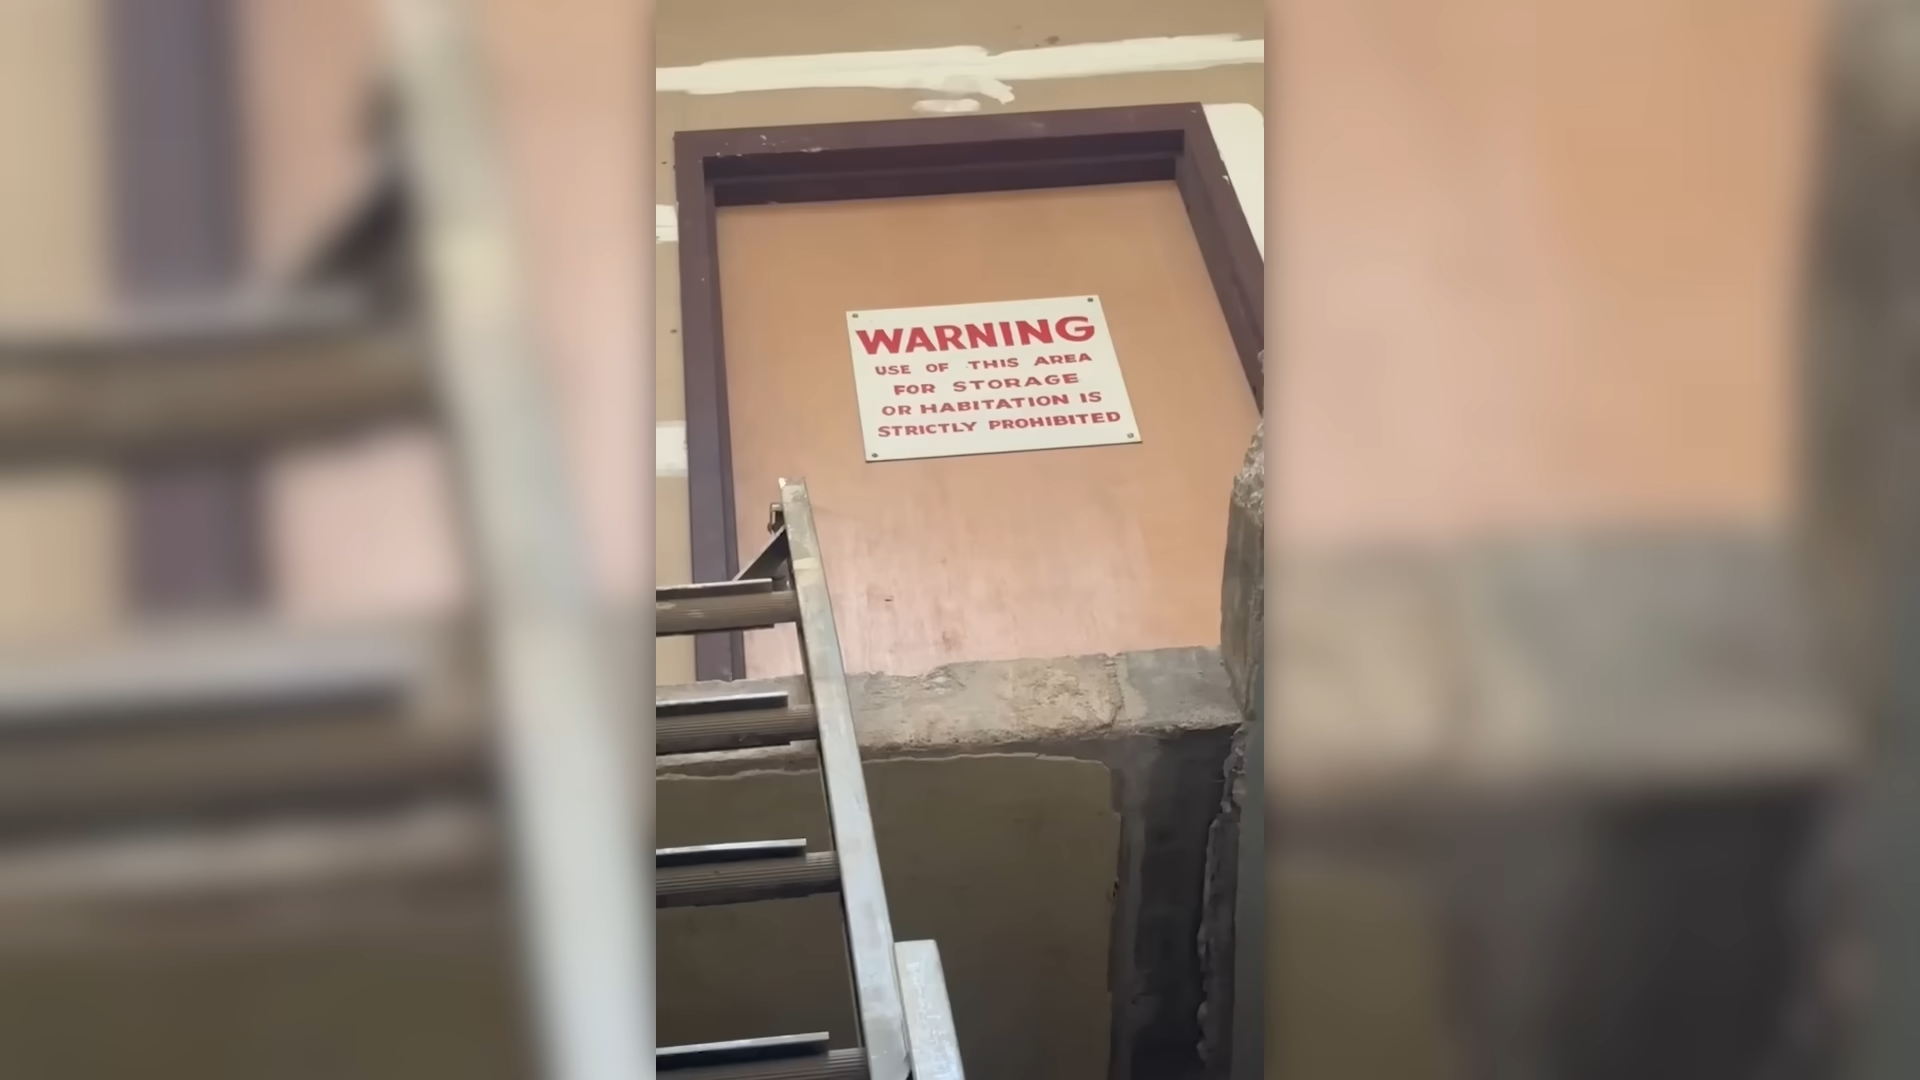 WARNING
USE OF THIS AREA
FOR STORAGE
OR HABITATION IS
STRICTLY PROHIBITED